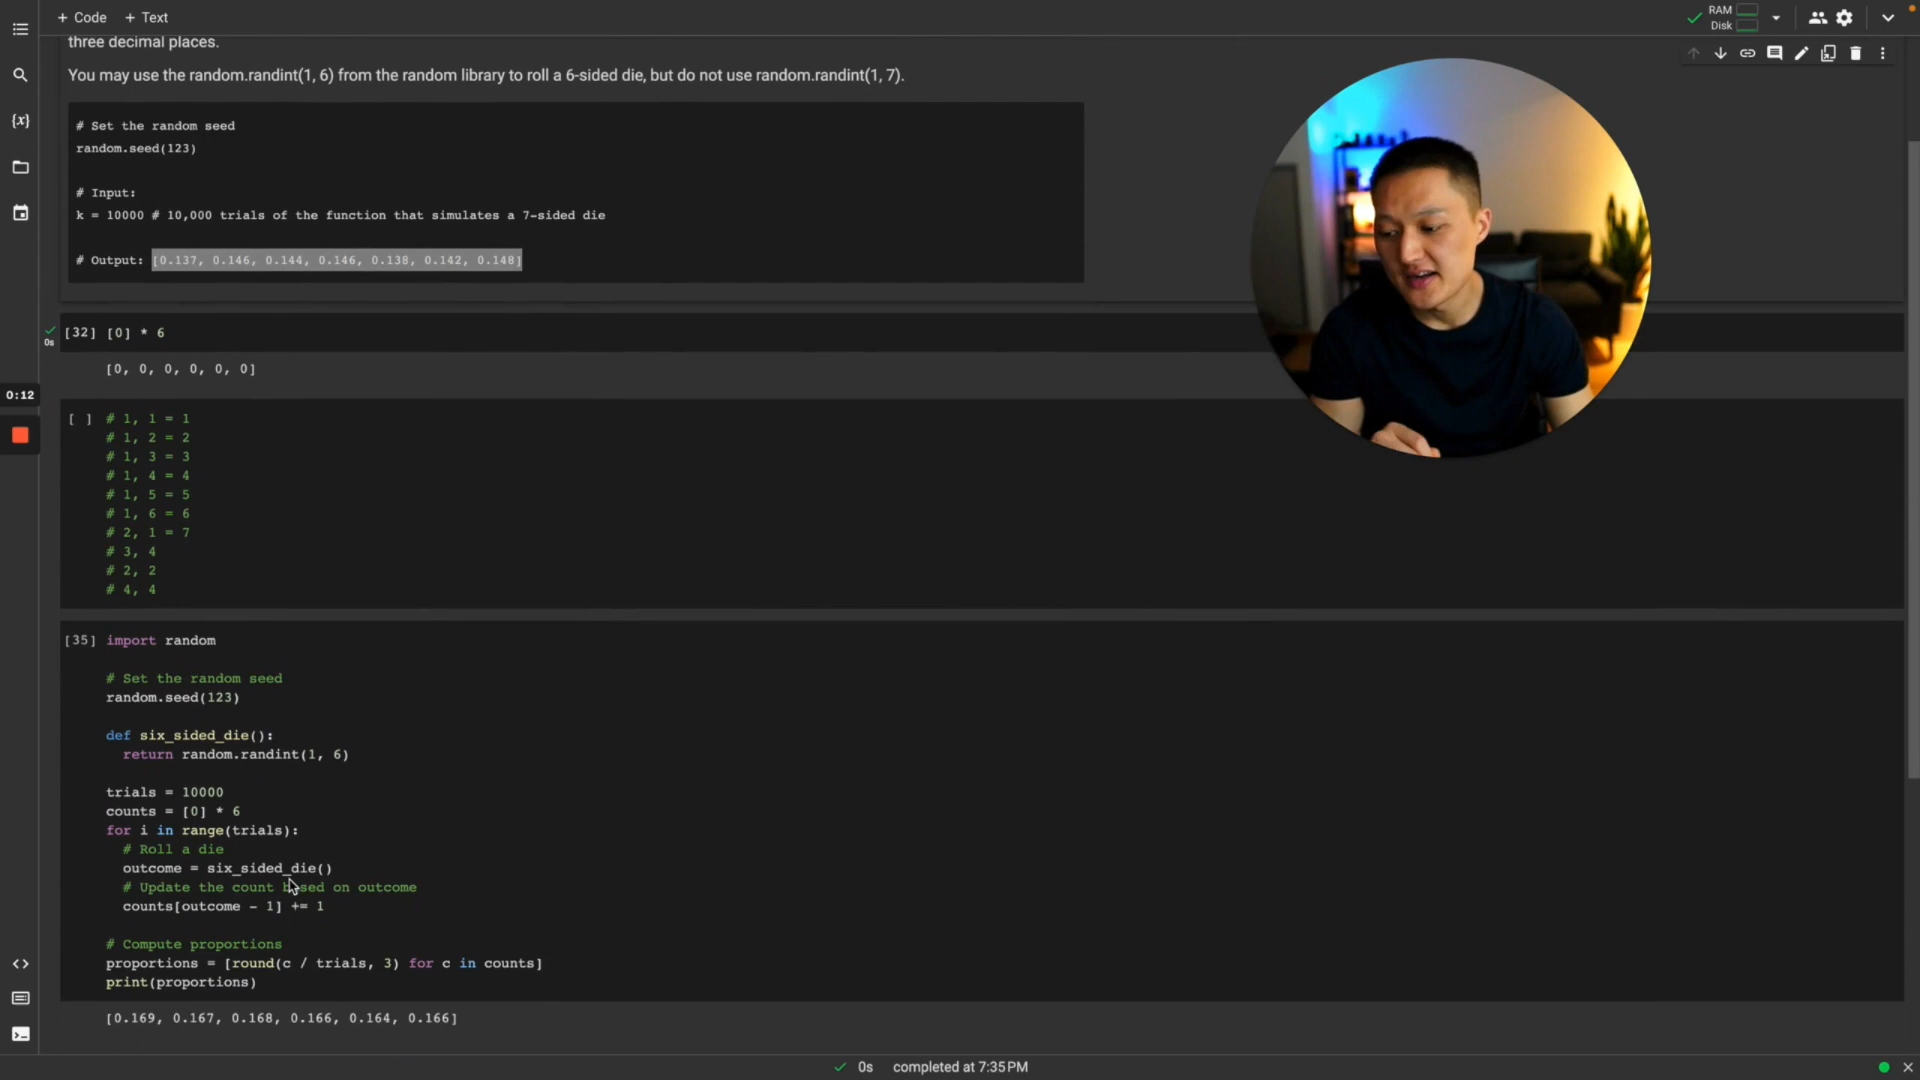 + Code + Text
RAM
Disk
three decimal places.
You may use the random.randint(1, 6) from the random library to roll a 6-sided die, but do not use random.randint(1, 7).
# Set the random seed
random.seed(123)
# Input:
k = 10000 # 10,000 trials of the function that simulates a 7-sided die
# Output: [0.137, 0.146, 0.144, 0.146, 0.138, 0.142, 0.148]
[32] [0] * 6
0s
[0, 0, 0, 0, 0, 0]
0:12
[ ] # 1, 1 = 1
# 1, 2 = 2
# 1, 3 = 3
# 1, 4 = 4
# 1, 5 = 5
# 1, 6 = 6
# 2, 1 = 7
# 3, 4
# 2, 2
# 4, 4
[35] import random
# Set the random seed
random.seed(123)
def six_sided_die():
return random.randint(1, 6)
trials = 10000
counts = [0] * 6
for i in range(trials):
# Roll a die
outcome = six_sided_die()
# Update the count based on outcome
counts[outcome - 1] += 1
# Compute proportions
proportions = [round(c / trials, 3) for c in counts]
print(proportions)
[0.169, 0.167, 0.168, 0.166, 0.164, 0.166]
0s completed at 7:35 PM